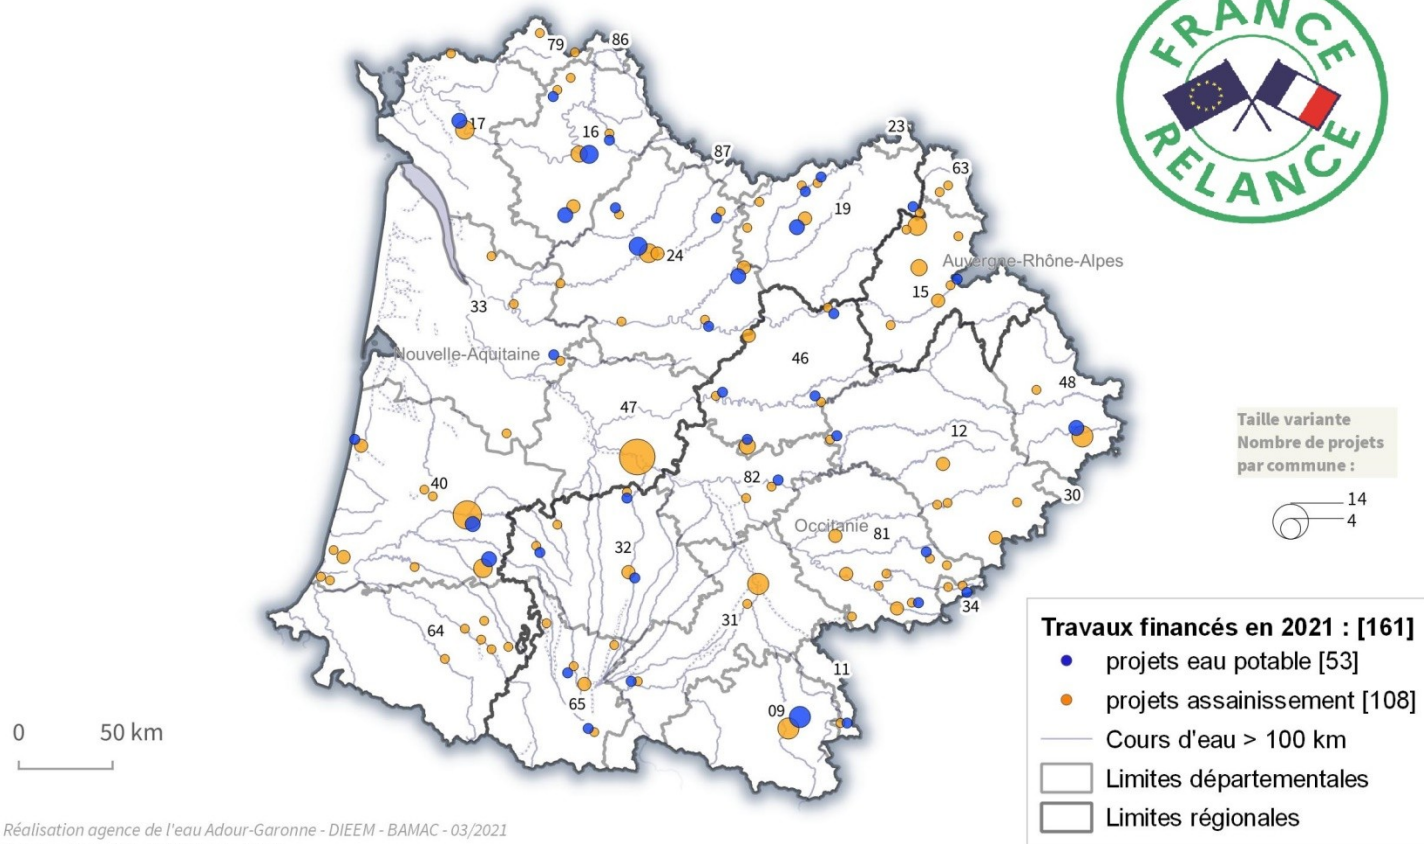 FRANCE
RELANCE
79
86
17
16
87
23
63
19
24
Auvergne-Rhône-Alpes
15
33
Nouvelle-Aquitaine
46
48
47
12
Taille variante
Nombre de projets
par commune :
14
4
82
30
40
Occitanie
81
32
34
31
64
11
65
09
Travaux financés en 2021 : [161]
projets eau potable [53]
projets assainissement [108]
Cours d'eau > 100 km
Limites départementales
Limites régionales
0 50 km
Réalisation agence de l'eau Adour-Garonne - DIEEM - BAMAC - 03/2021